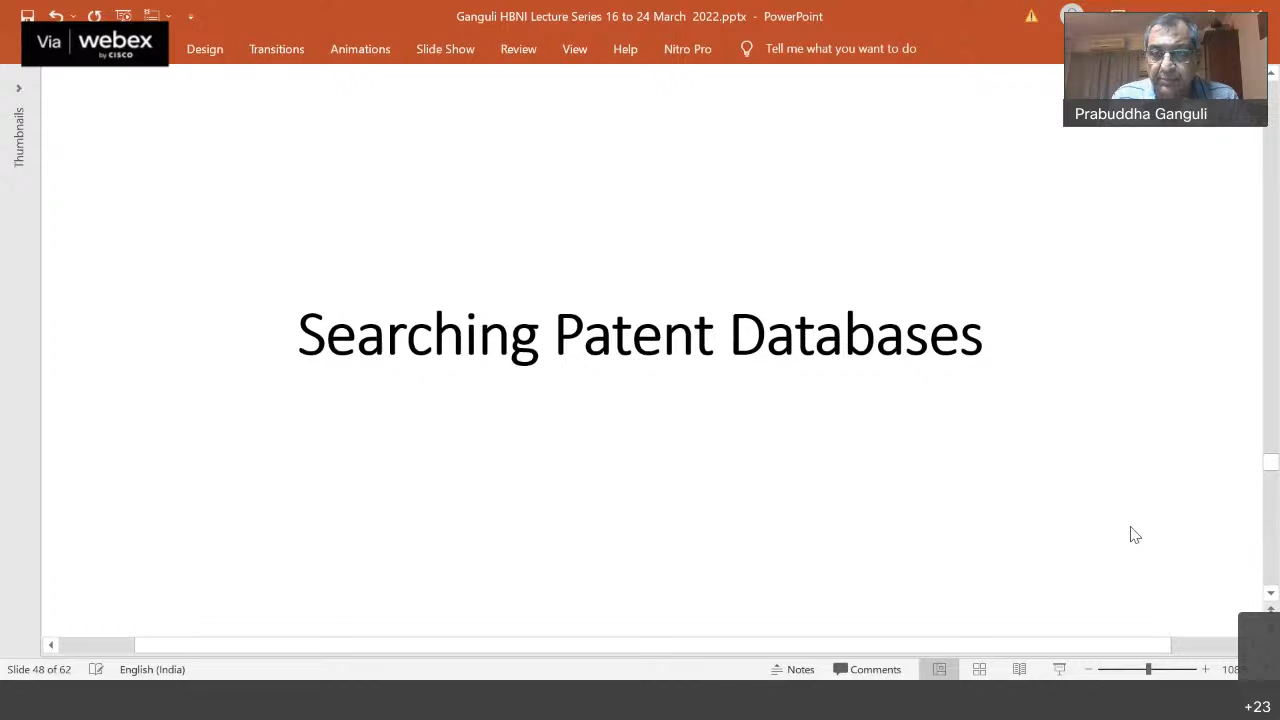 Ganguli HBNI Lecture Series 16 to 24 March 2022.pptx - PowerPoint
Via webex
by CISCO
Design Transitions Animations Slide Show Review View Help Nitro Pro Tell me what you want to do
Prabuddha Ganguli
Thumbnails
Searching Patent Databases
Slide 48 of 62 English (India) Notes Comments
+23